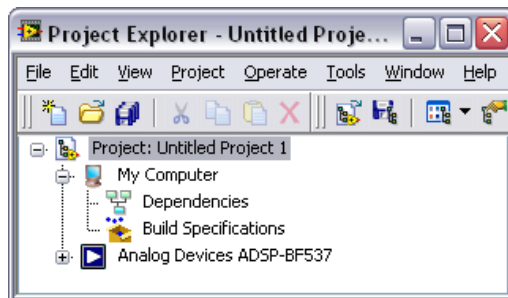 Project Explorer - Untitled Proje...
File Edit View Project Operate Tools Window Help
Project: Untitled Project 1
My Computer
Dependencies
Build Specifications
Analog Devices ADSP-BF537